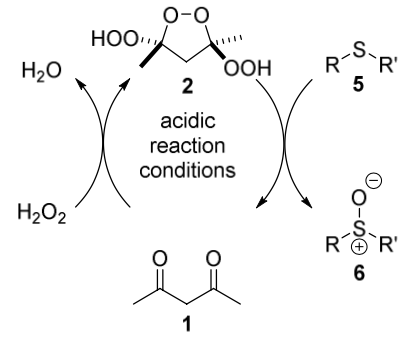 O–O
HOO
OOH
2
H₂O
R S R'
5
acidic
reaction
conditions
H₂O₂
O ⊖
R S ⊕ R'
6
O O
1